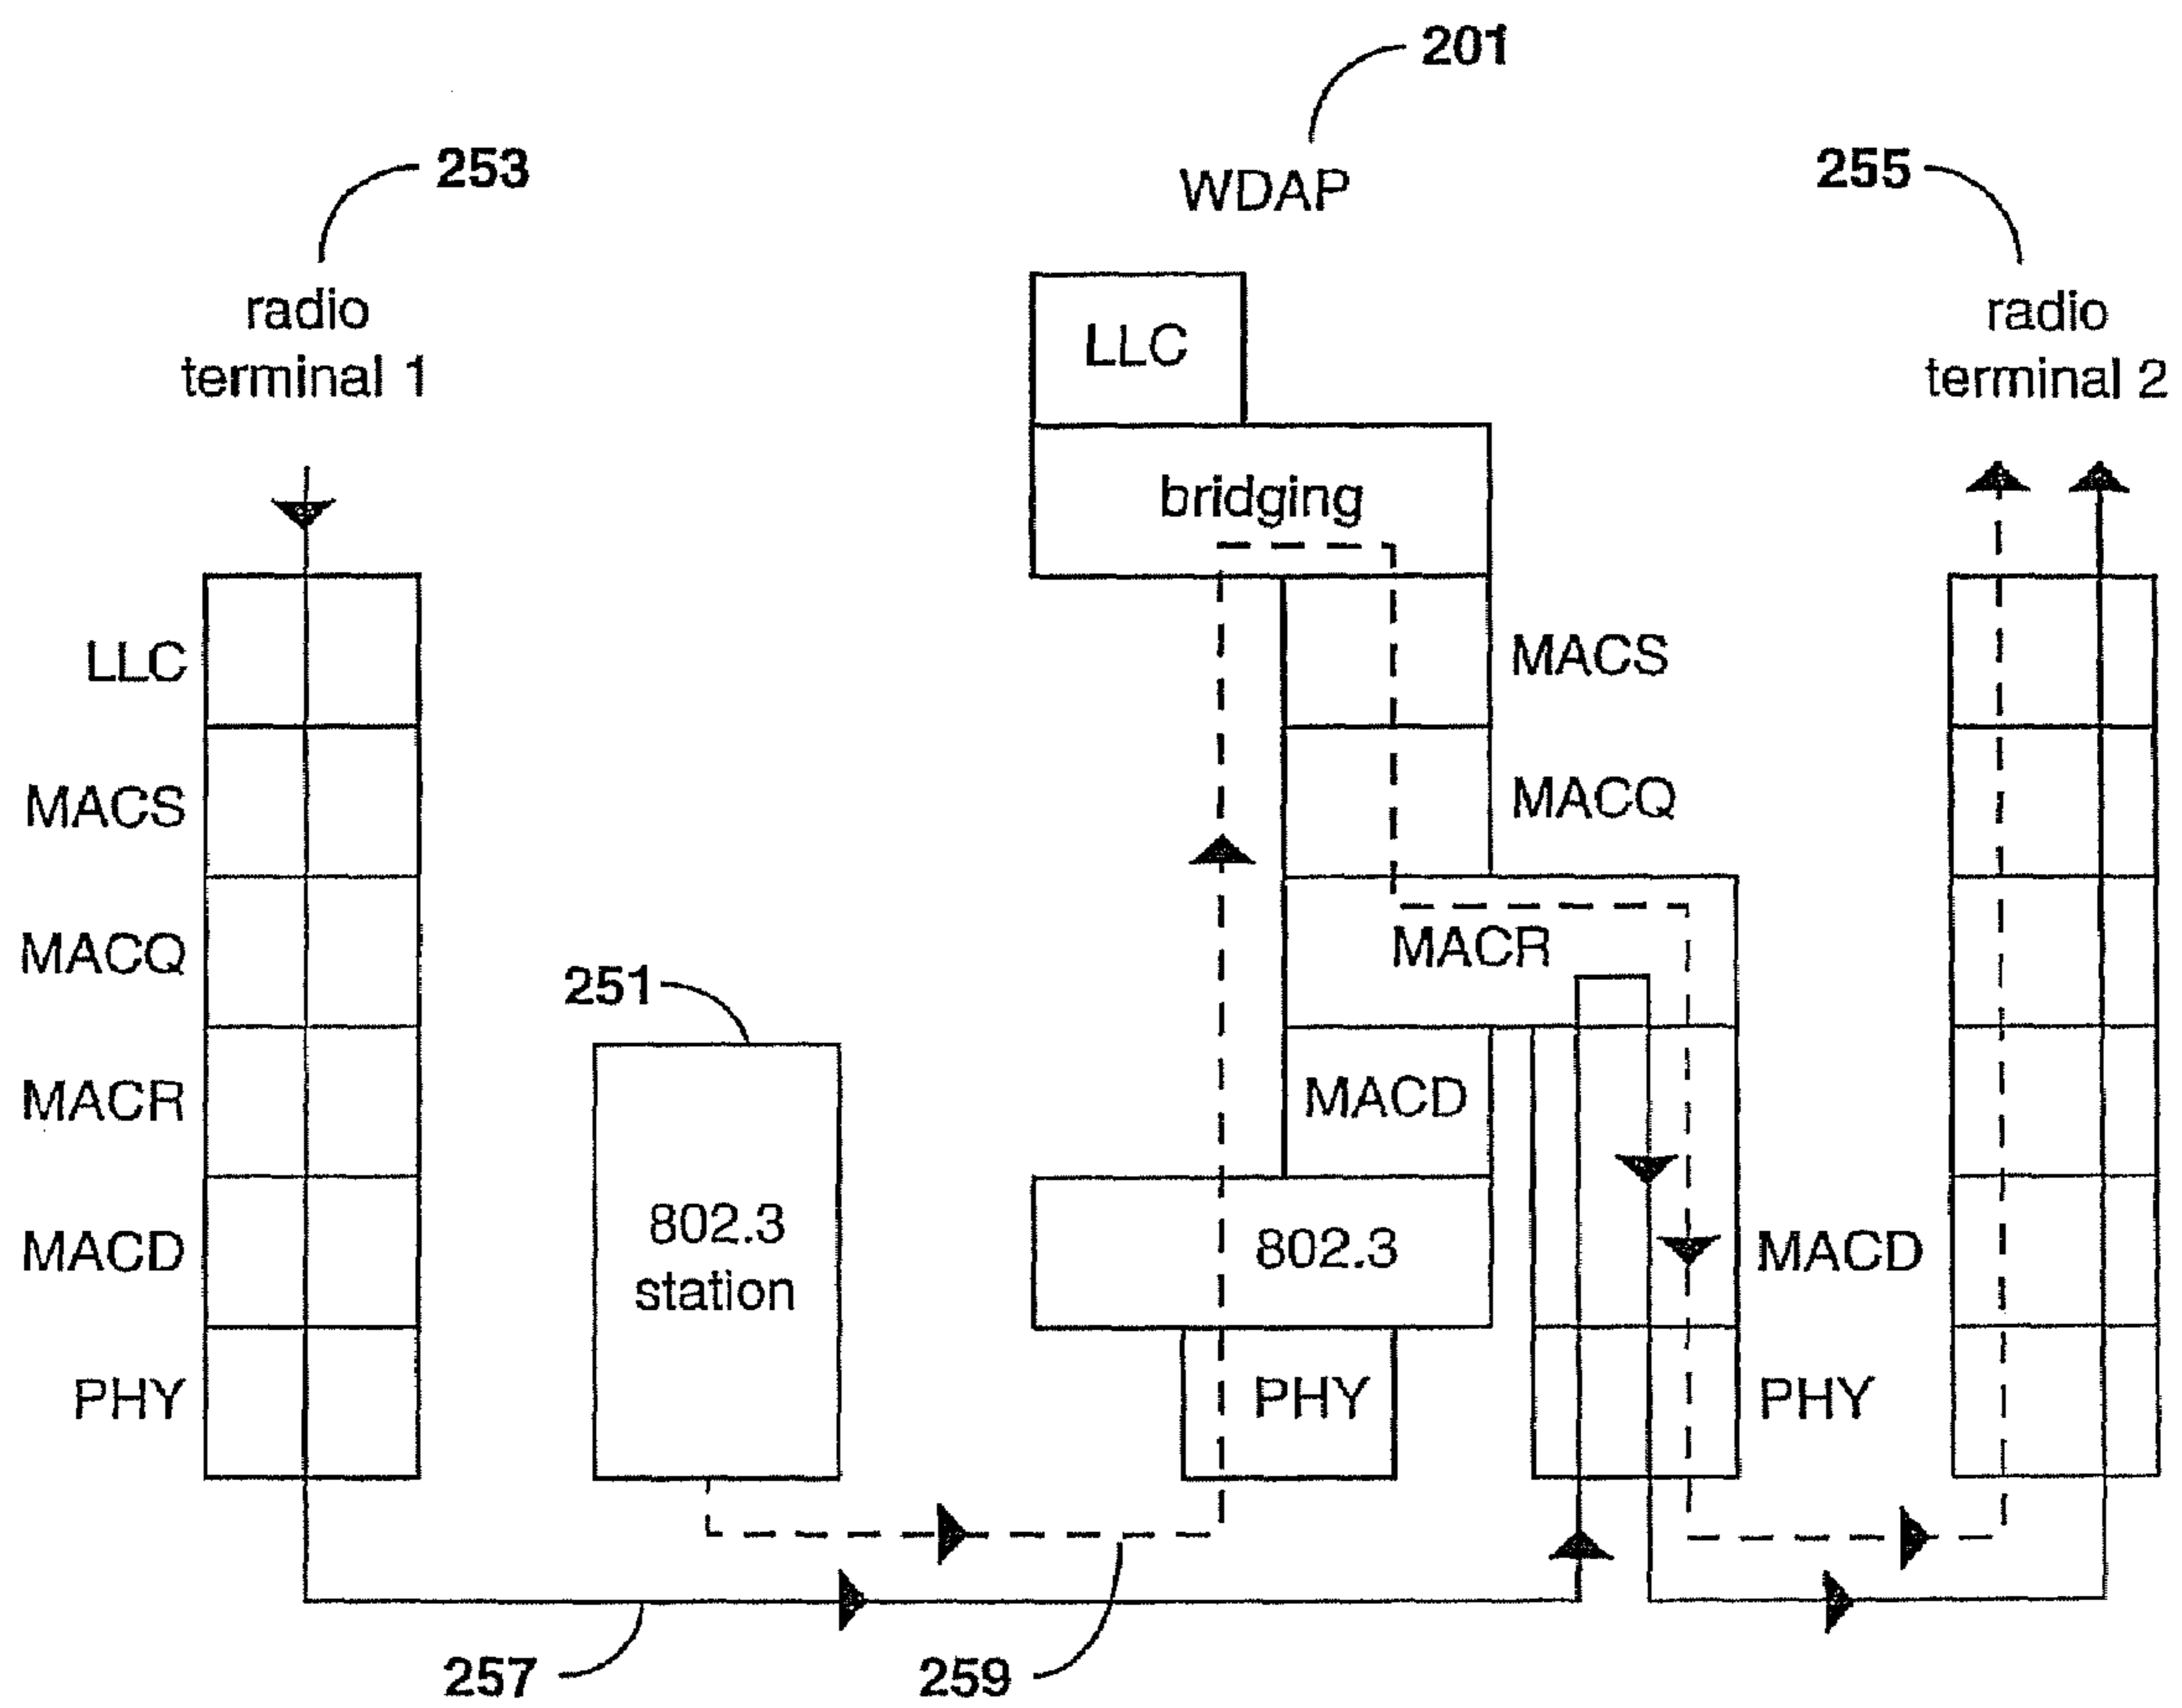 201
WDAP
253
radio
terminal 1
255
radio
terminal 2
LLC
bridging
LLC
MACS
MACQ
MACR
MACD
PHY
251
802.3
station
MACS
MACQ
MACR
MACD
802.3
PHY
MACD
PHY
257
259